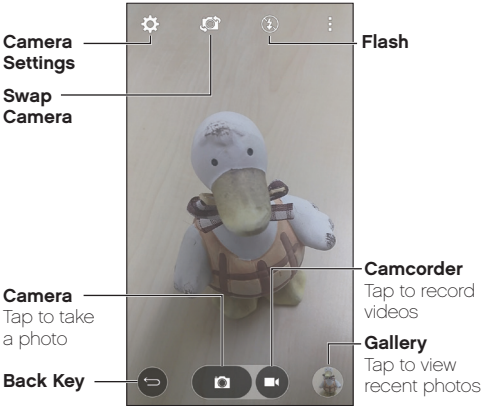 Camera
Settings
Flash
Swap
Camera
Camera
Tap to take
a photo
Back Key
Camcorder
Tap to record
videos
Gallery
Tap to view
recent photos